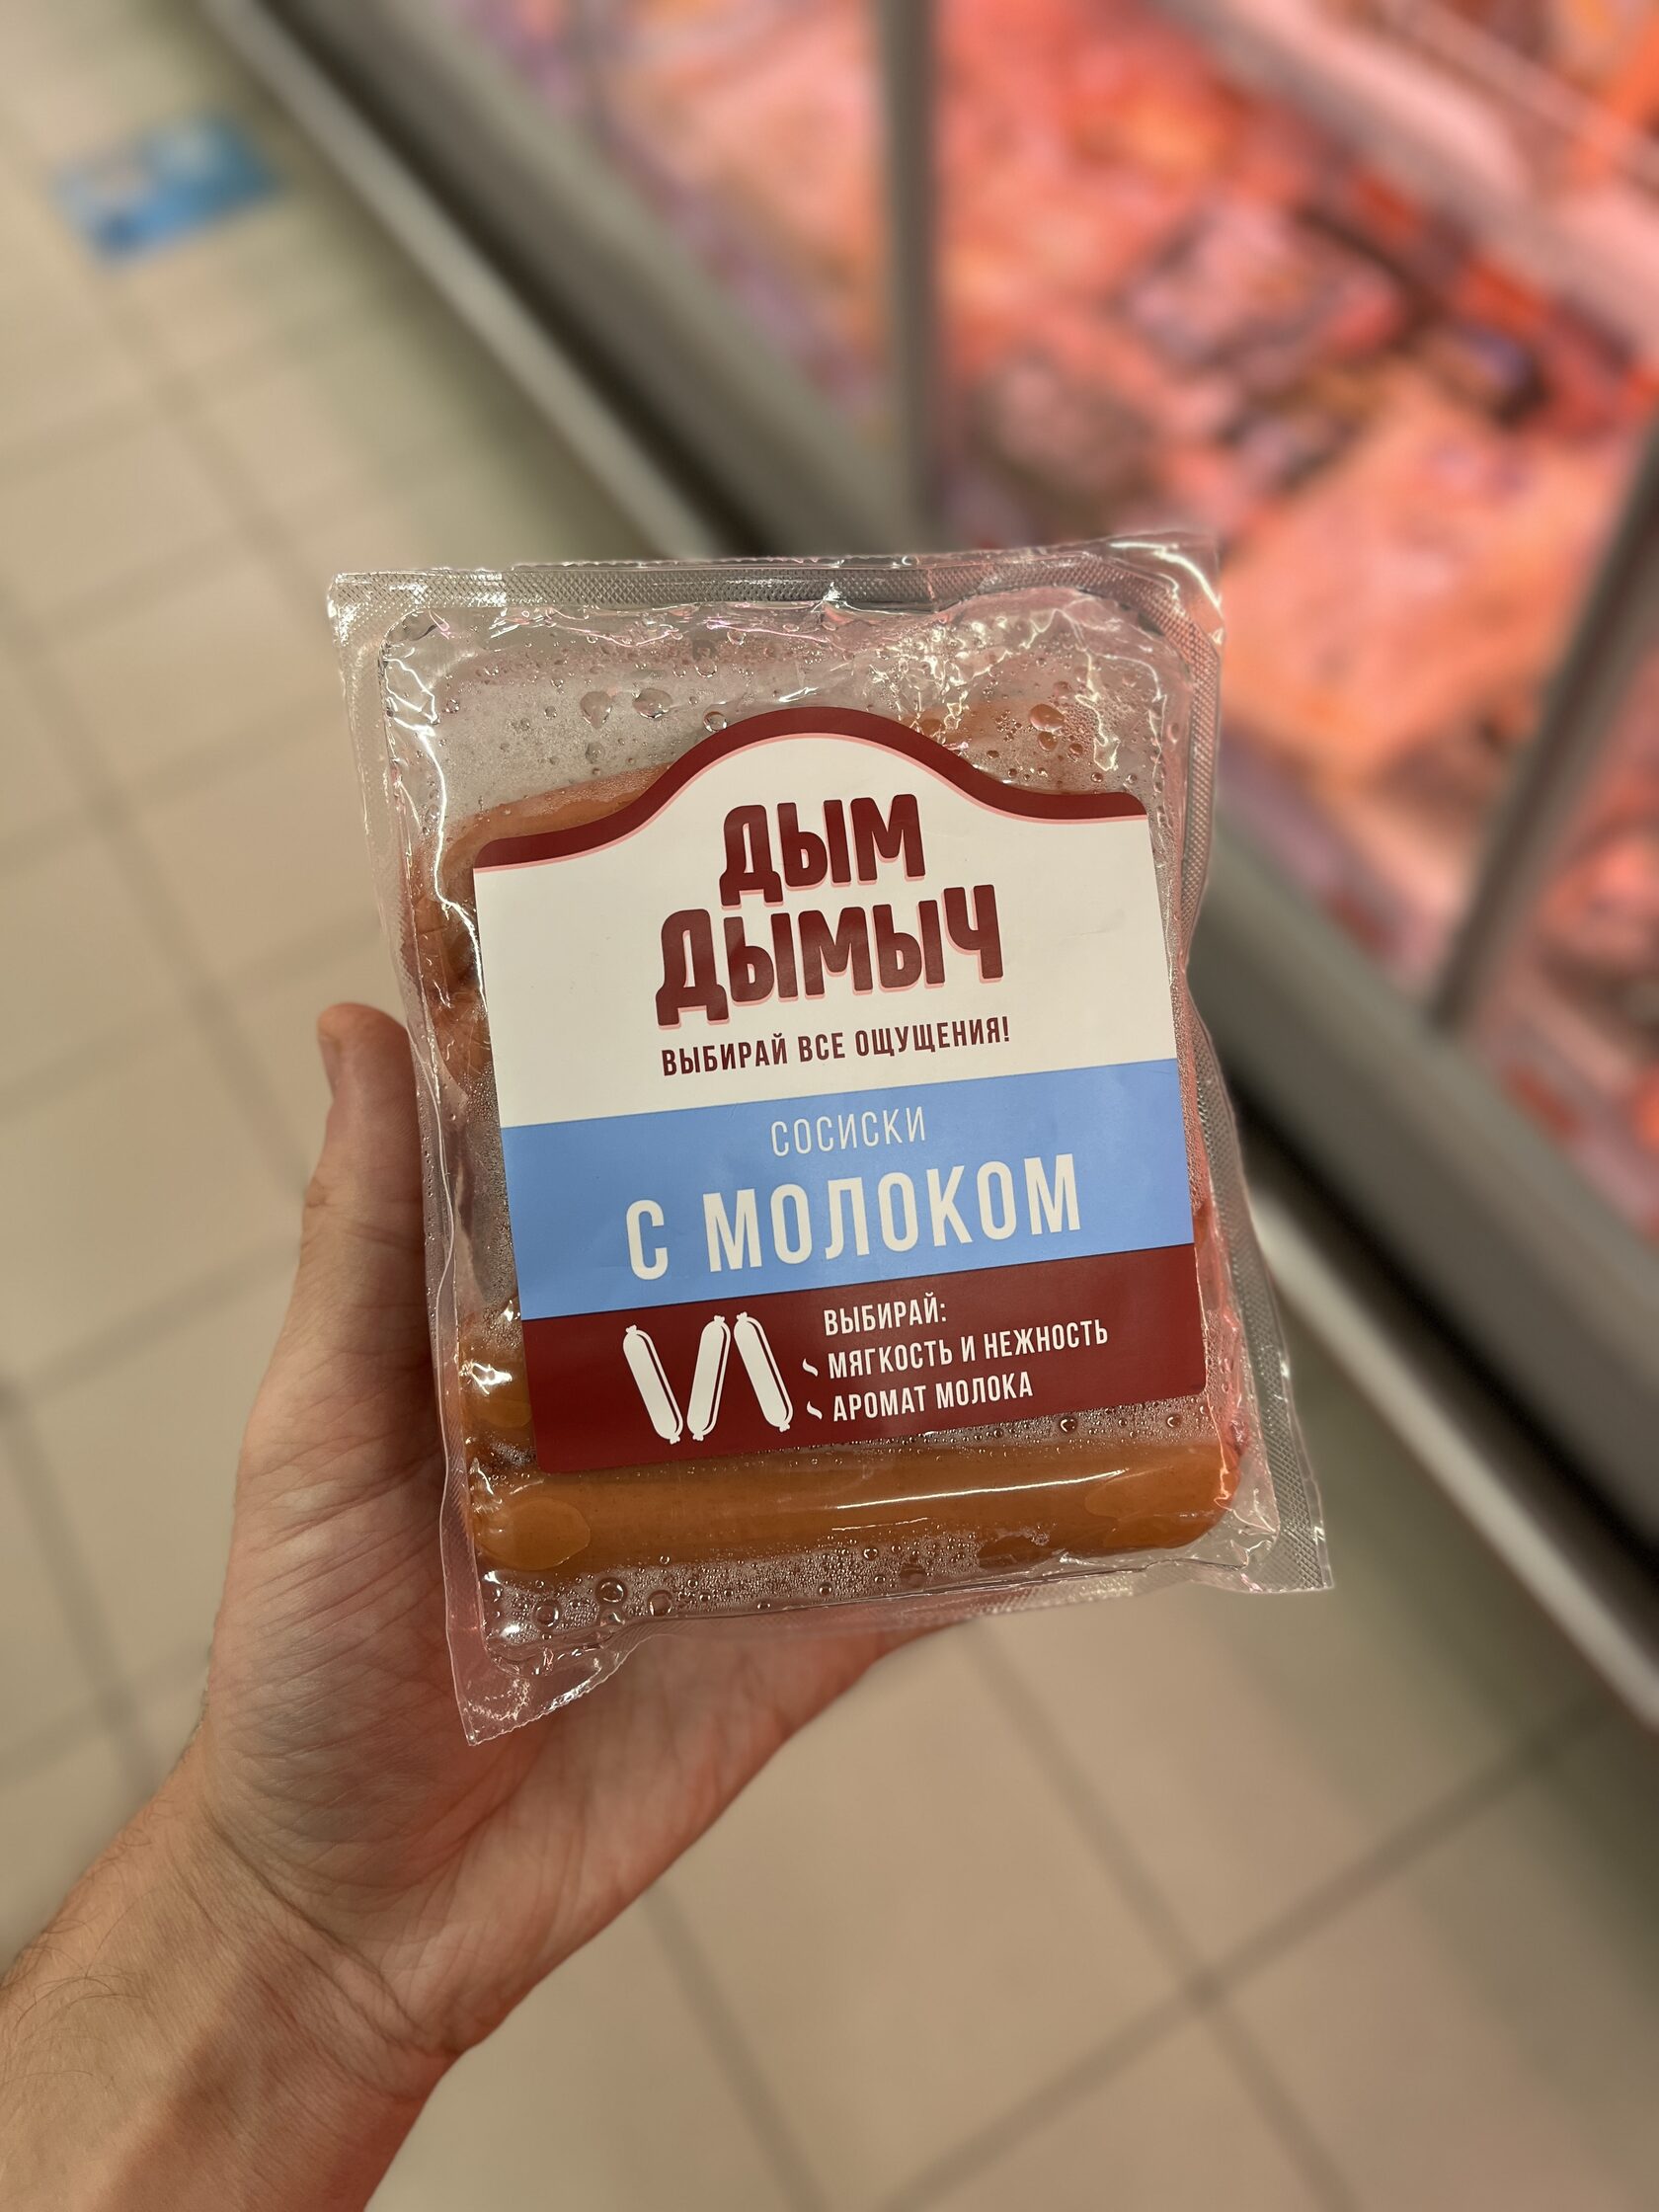 ДЫМ
ДЫМЫЧ
ВЫБИРАЙ ВСЕ ОЩУЩЕНИЯ!
СОСИСКИ
С МОЛОКОМ
ВЫБИРАЙ:
МЯГКОСТЬ И НЕЖНОСТЬ
АРОМАТ МОЛОКА